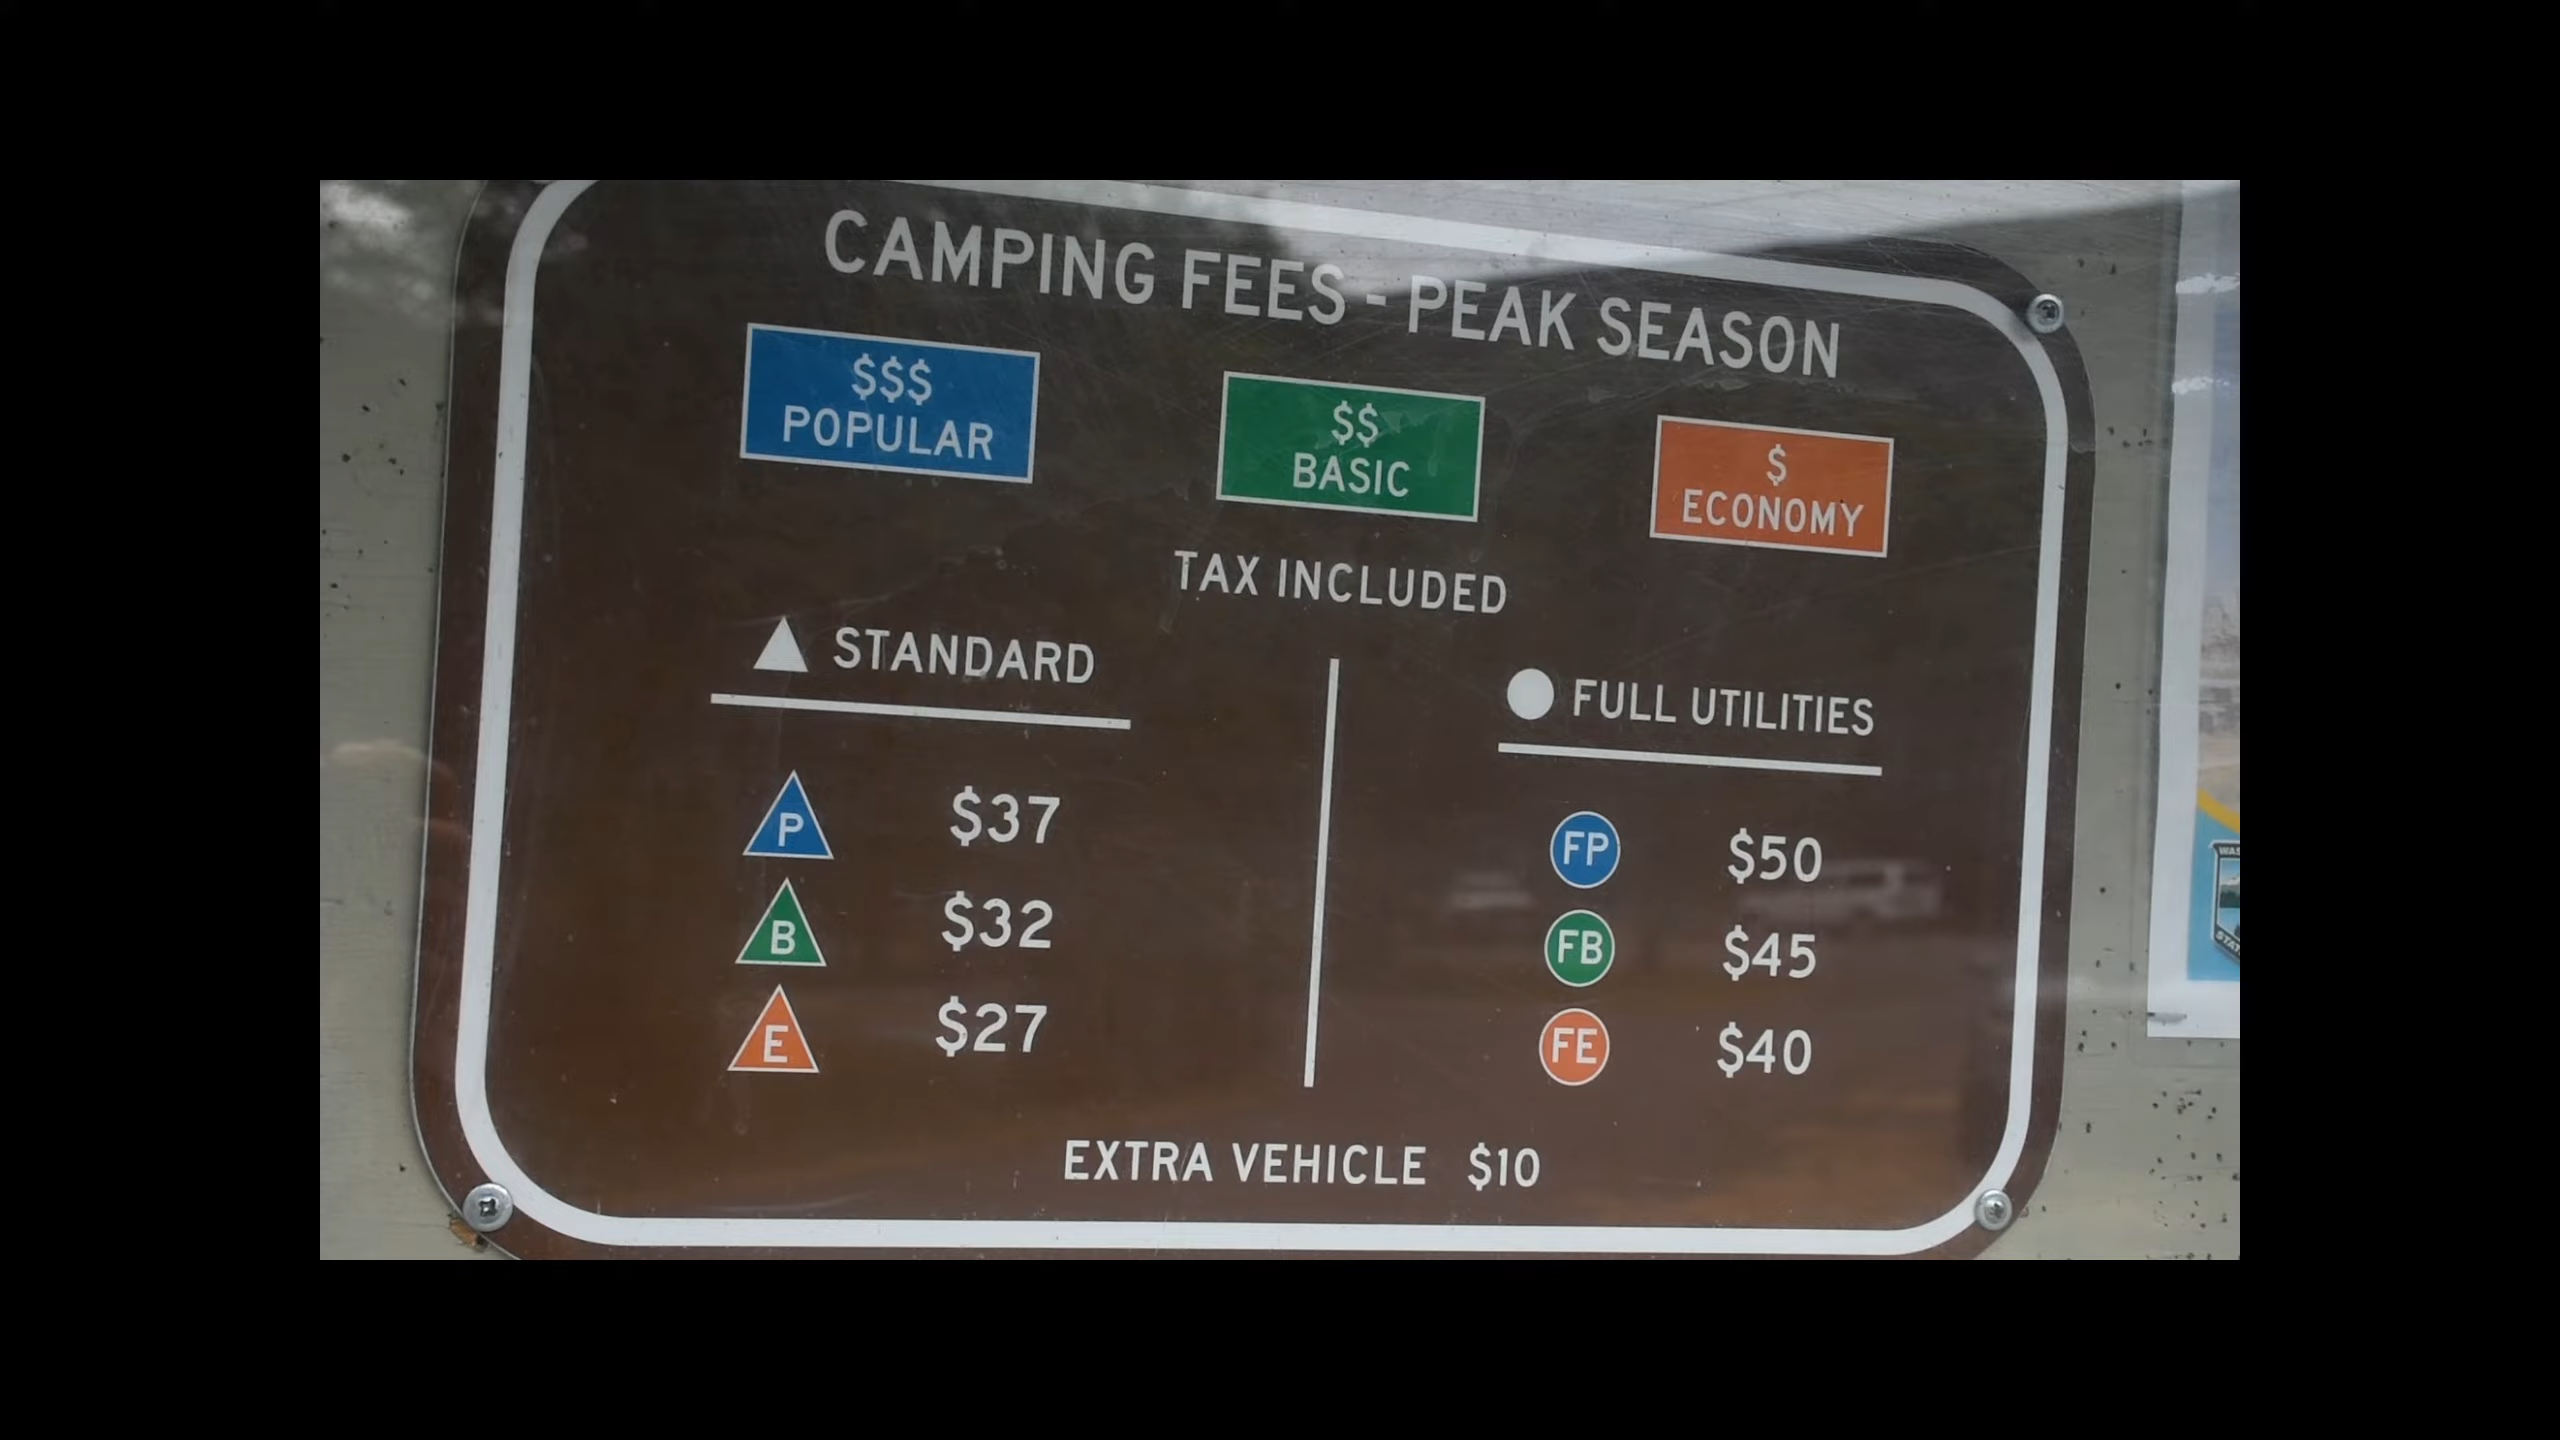 CAMPING FEES - PEAK SEASON
$$$
POPULAR
$$
BASIC
$
ECONOMY
TAX INCLUDED
STANDARD
P $37
B $32
E $27
FULL UTILITIES
FP $50
FB $45
FE $40
EXTRA VEHICLE $10